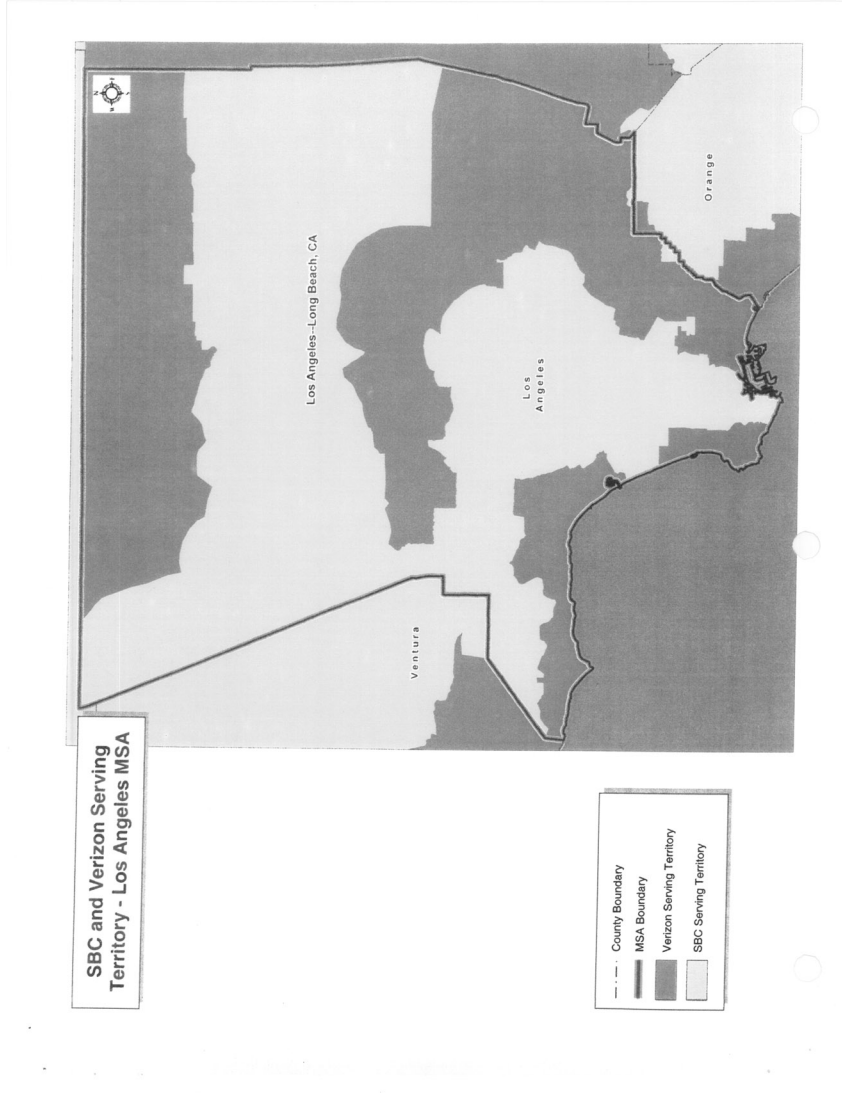 SBC and Verizon Serving
Territory - Los Angeles MSA
N
W
E
S
Los Angeles--Long Beach, CA
Ventura
Los
Angeles
Orange
County Boundary
MSA Boundary
Verizon Serving Territory
SBC Serving Territory